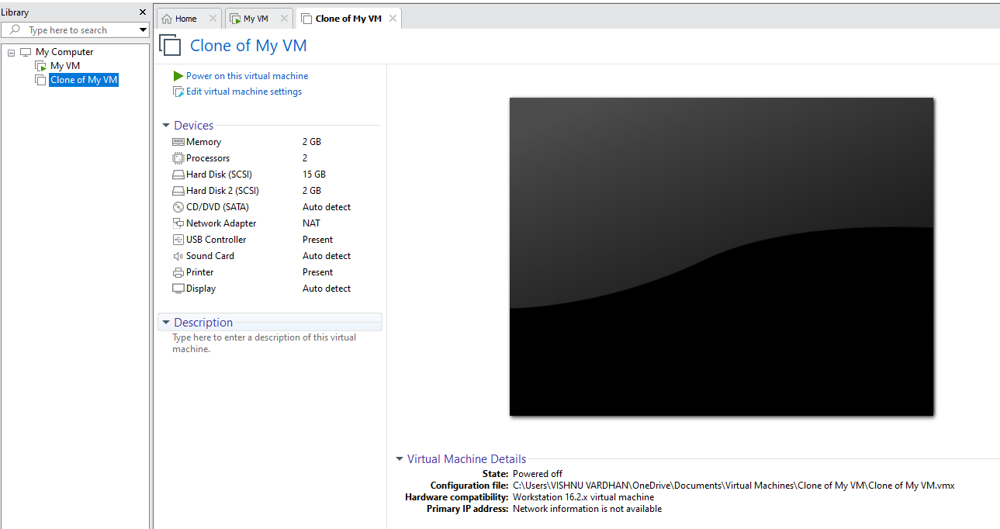 Library
Type here to search
My Computer
My VM
Clone of My VM
Home
My VM
Clone of My VM
Clone of My VM
Power on this virtual machine
Edit virtual machine settings
Devices
Memory 2 GB
Processors 2
Hard Disk (SCSI) 15 GB
Hard Disk 2 (SCSI) 2 GB
CD/DVD (SATA) Auto detect
Network Adapter NAT
USB Controller Present
Sound Card Auto detect
Printer Present
Display Auto detect
Description
Type here to enter a description of this virtual
machine.
Virtual Machine Details
State: Powered off
Configuration file: C:\Users\VISHNU VARDHAN\OneDrive\Documents\Virtual Machines\Clone of My VM\Clone of My VM.vmx
Hardware compatibility: Workstation 16.2.x virtual machine
Primary IP address: Network information is not available